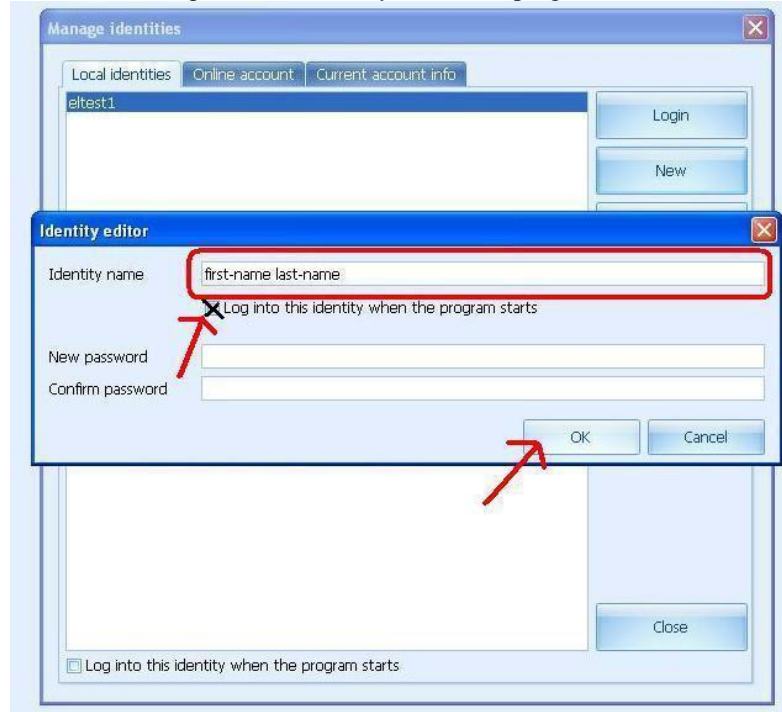 Manage identities
Local identities Online account Current account info
eltest1
Login
New
Identity editor
Identity name first-name last-name
Log into this identity when the program starts
New password
Confirm password
OK Cancel
Close
Log into this identity when the program starts